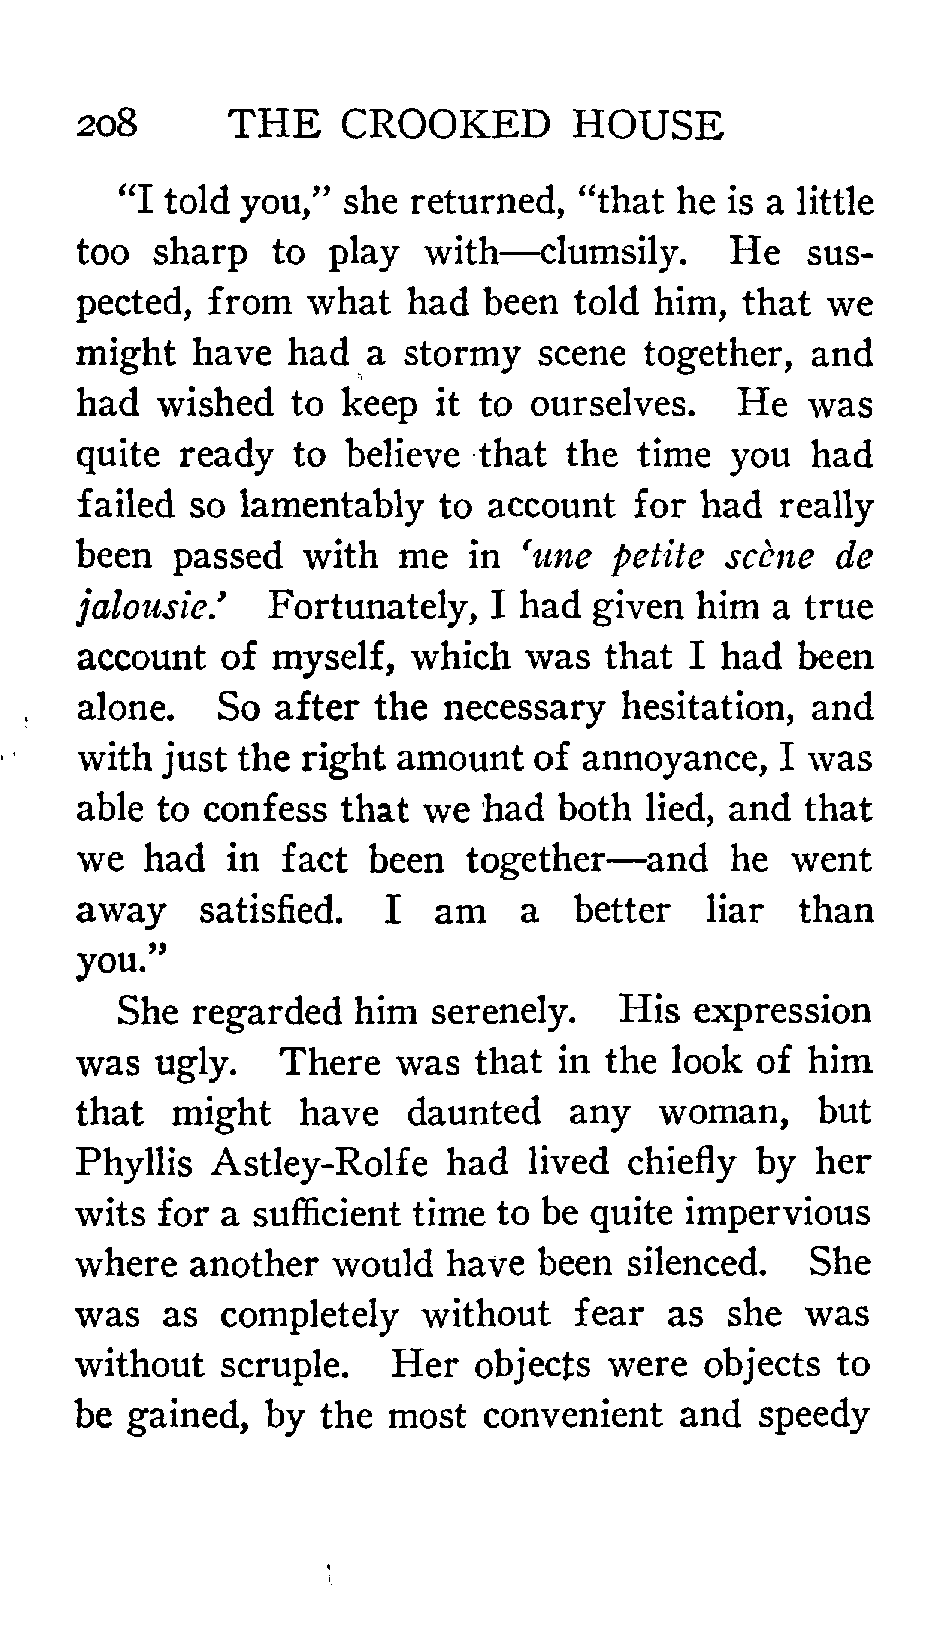 208 THE CROOKED HOUSE
“I told you,” she returned, “that he is a little
too sharp to play with—clumsily. He sus-
pected, from what had been told him, that we
might have had a stormy scene together, and
had wished to keep it to ourselves. He was
quite ready to believe that the time you had
failed so lamentably to account for had really
been passed with me in ‘une petite scène de
jalousie.’ Fortunately, I had given him a true
account of myself, which was that I had been
alone. So after the necessary hesitation, and
with just the right amount of annoyance, I was
able to confess that we had both lied, and that
we had in fact been together—and he went
away satisfied. I am a better liar than
you.”
She regarded him serenely. His expression
was ugly. There was that in the look of him
that might have daunted any woman, but
Phyllis Astley-Rolfe had lived chiefly by her
wits for a sufficient time to be quite impervious
where another would have been silenced. She
was as completely without fear as she was
without scruple. Her objects were objects to
be gained, by the most convenient and speedy